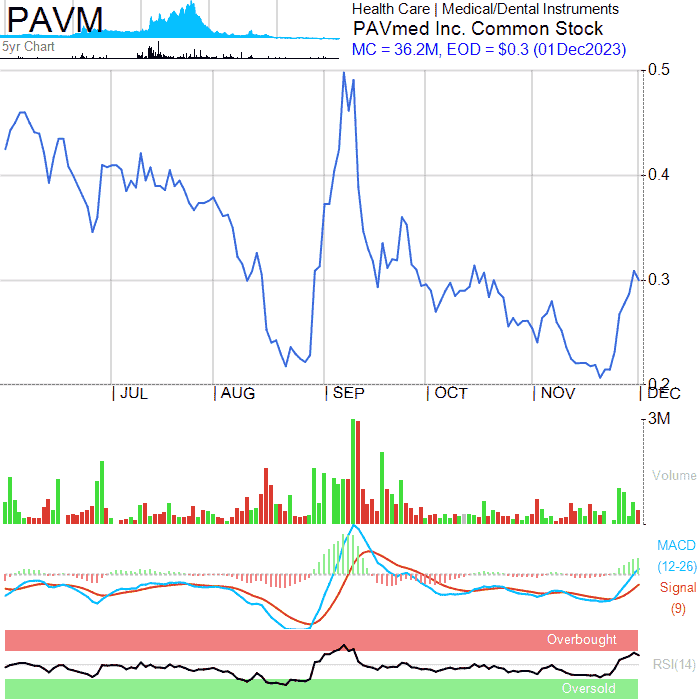 PAVM
5yr Chart
Health Care | Medical/Dental Instruments
PAVmed Inc. Common Stock
MC = 36.2M, EOD = $0.3 (01Dec2023)
0.5
0.4
0.3
0.2
JUL
AUG
SEP
OCT
NOV
DEC
3M
Volume
MACD
(12-26)
Signal
(9)
Overbought
RSI(14)
Oversold